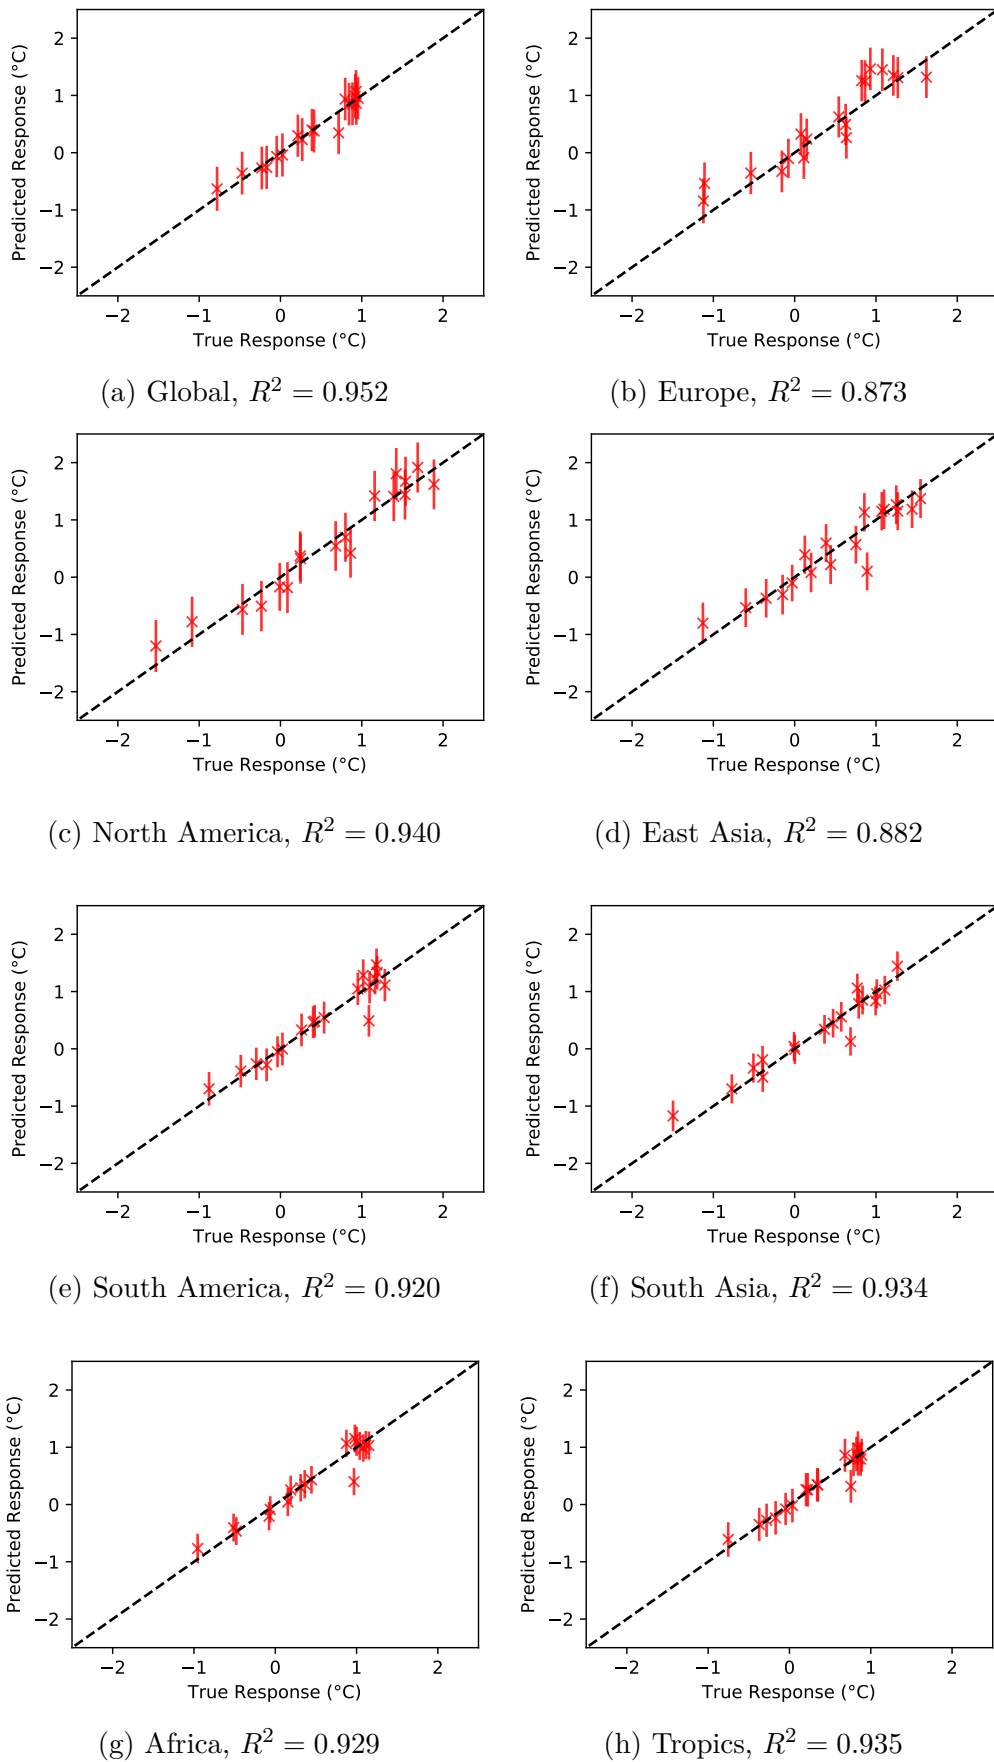 2
1
0
−1
−2
Predicted Response (°C)
−2 −1 0 1 2
True Response (°C)
(a) Global, R² = 0.952
2
1
0
−1
−2
Predicted Response (°C)
−2 −1 0 1 2
True Response (°C)
(b) Europe, R² = 0.873
2
1
0
−1
−2
Predicted Response (°C)
−2 −1 0 1 2
True Response (°C)
(c) North America, R² = 0.940
2
1
0
−1
−2
Predicted Response (°C)
−2 −1 0 1 2
True Response (°C)
(d) East Asia, R² = 0.882
2
1
0
−1
−2
Predicted Response (°C)
−2 −1 0 1 2
True Response (°C)
(e) South America, R² = 0.920
2
1
0
−1
−2
Predicted Response (°C)
−2 −1 0 1 2
True Response (°C)
(f) South Asia, R² = 0.934
2
1
0
−1
−2
Predicted Response (°C)
−2 −1 0 1 2
True Response (°C)
(g) Africa, R² = 0.929
2
1
0
−1
−2
Predicted Response (°C)
−2 −1 0 1 2
True Response (°C)
(h) Tropics, R² = 0.935